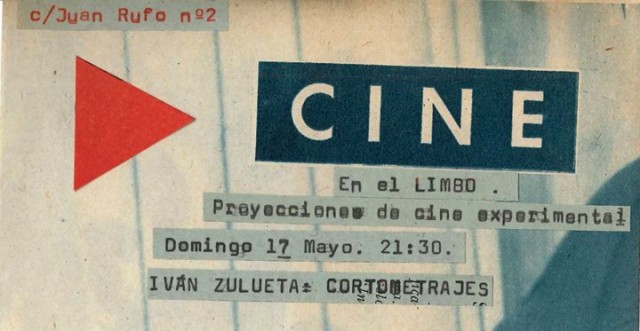 c/Juan Rufo nº2
CINE
En el LIMBO .
Proyecciones de cine experimental
Domingo 17 Mayo. 21:30.
IVÁN ZULUETA: CORTOMETRAJES